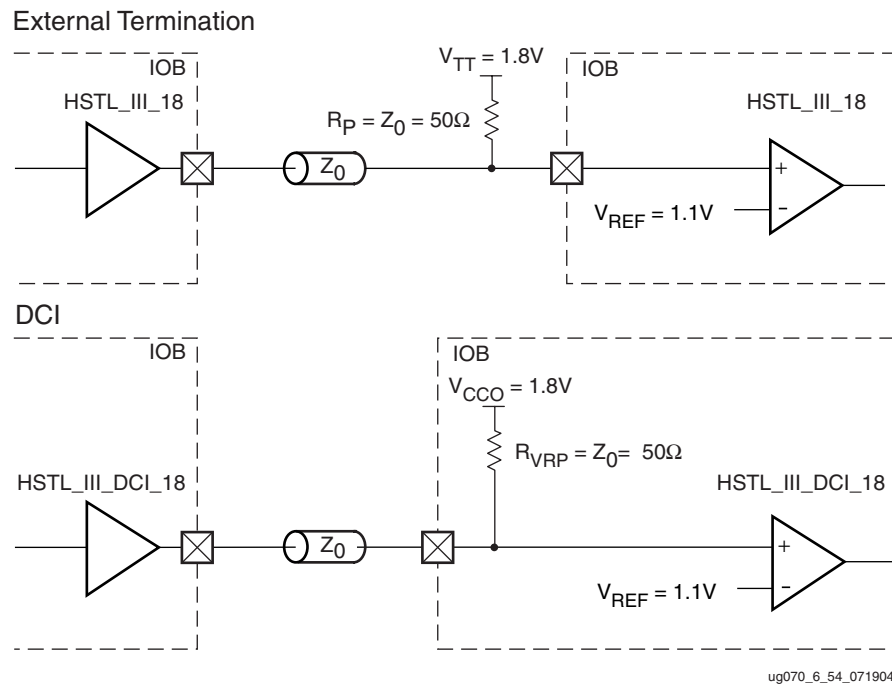 External Termination
IOB
IOB
HSTL_III_18
V_TT = 1.8V
HSTL_III_18
R_P = Z_0 = 50Ω
Z_0
+
–
V_REF = 1.1V
DCI
IOB
IOB
V_CCO = 1.8V
R_VRP = Z_0 = 50Ω
HSTL_III_DCI_18
HSTL_III_DCI_18
Z_0
+
–
V_REF = 1.1V
ug070_6_54_071904